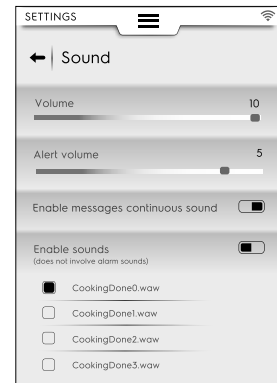 SETTINGS
Sound
Volume 10
Alert volume 5
Enable messages continuous sound
Enable sounds
(does not involve alarm sounds)
CookingDone0.waw
CookingDone1.waw
CookingDone2.waw
CookingDone3.waw